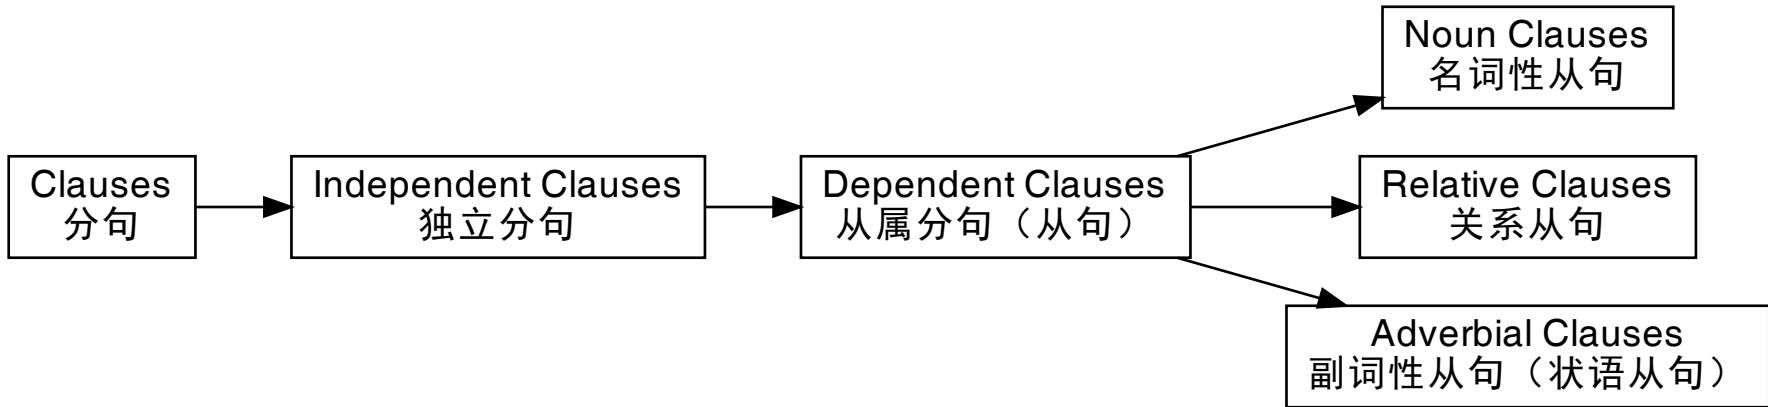 Clauses
分句
Independent Clauses
独立分句
Dependent Clauses
从属分句（从句）
Noun Clauses
名词性从句
Relative Clauses
关系从句
Adverbial Clauses
副词性从句（状语从句）